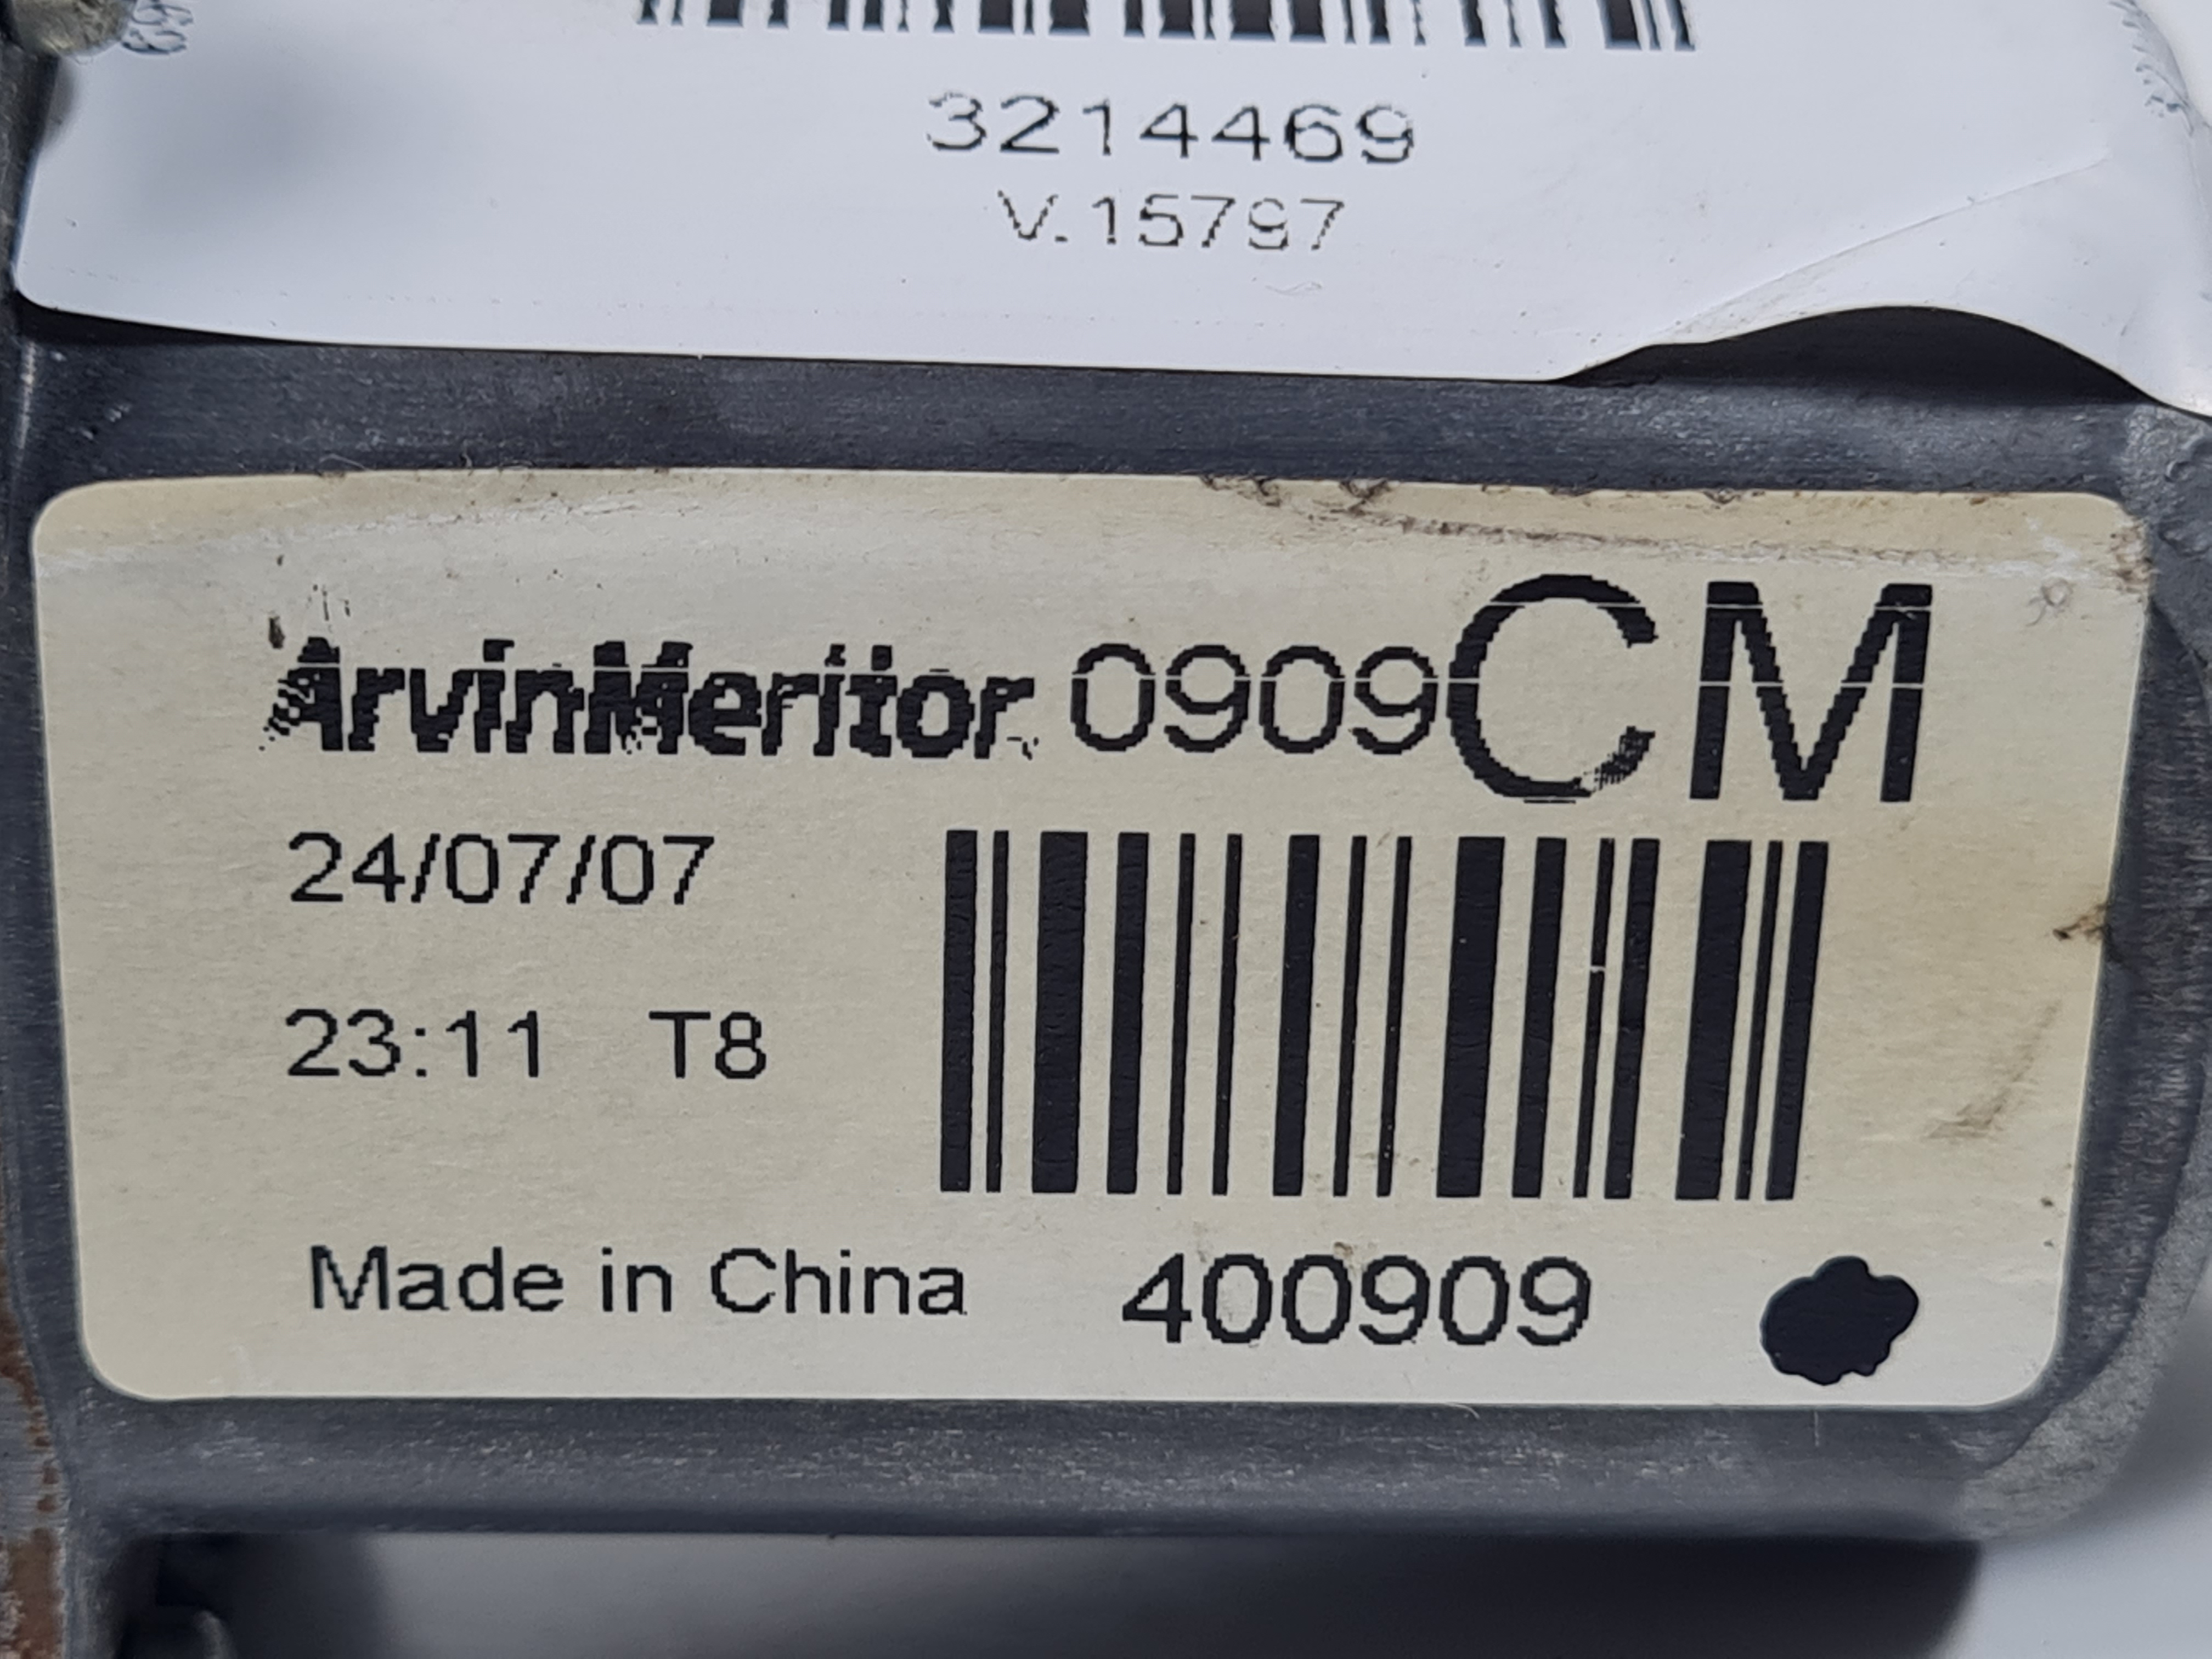 3214469
V.15797
ArvinMeritor 0909CM
24/07/07
23:11 T8
Made in China 400909